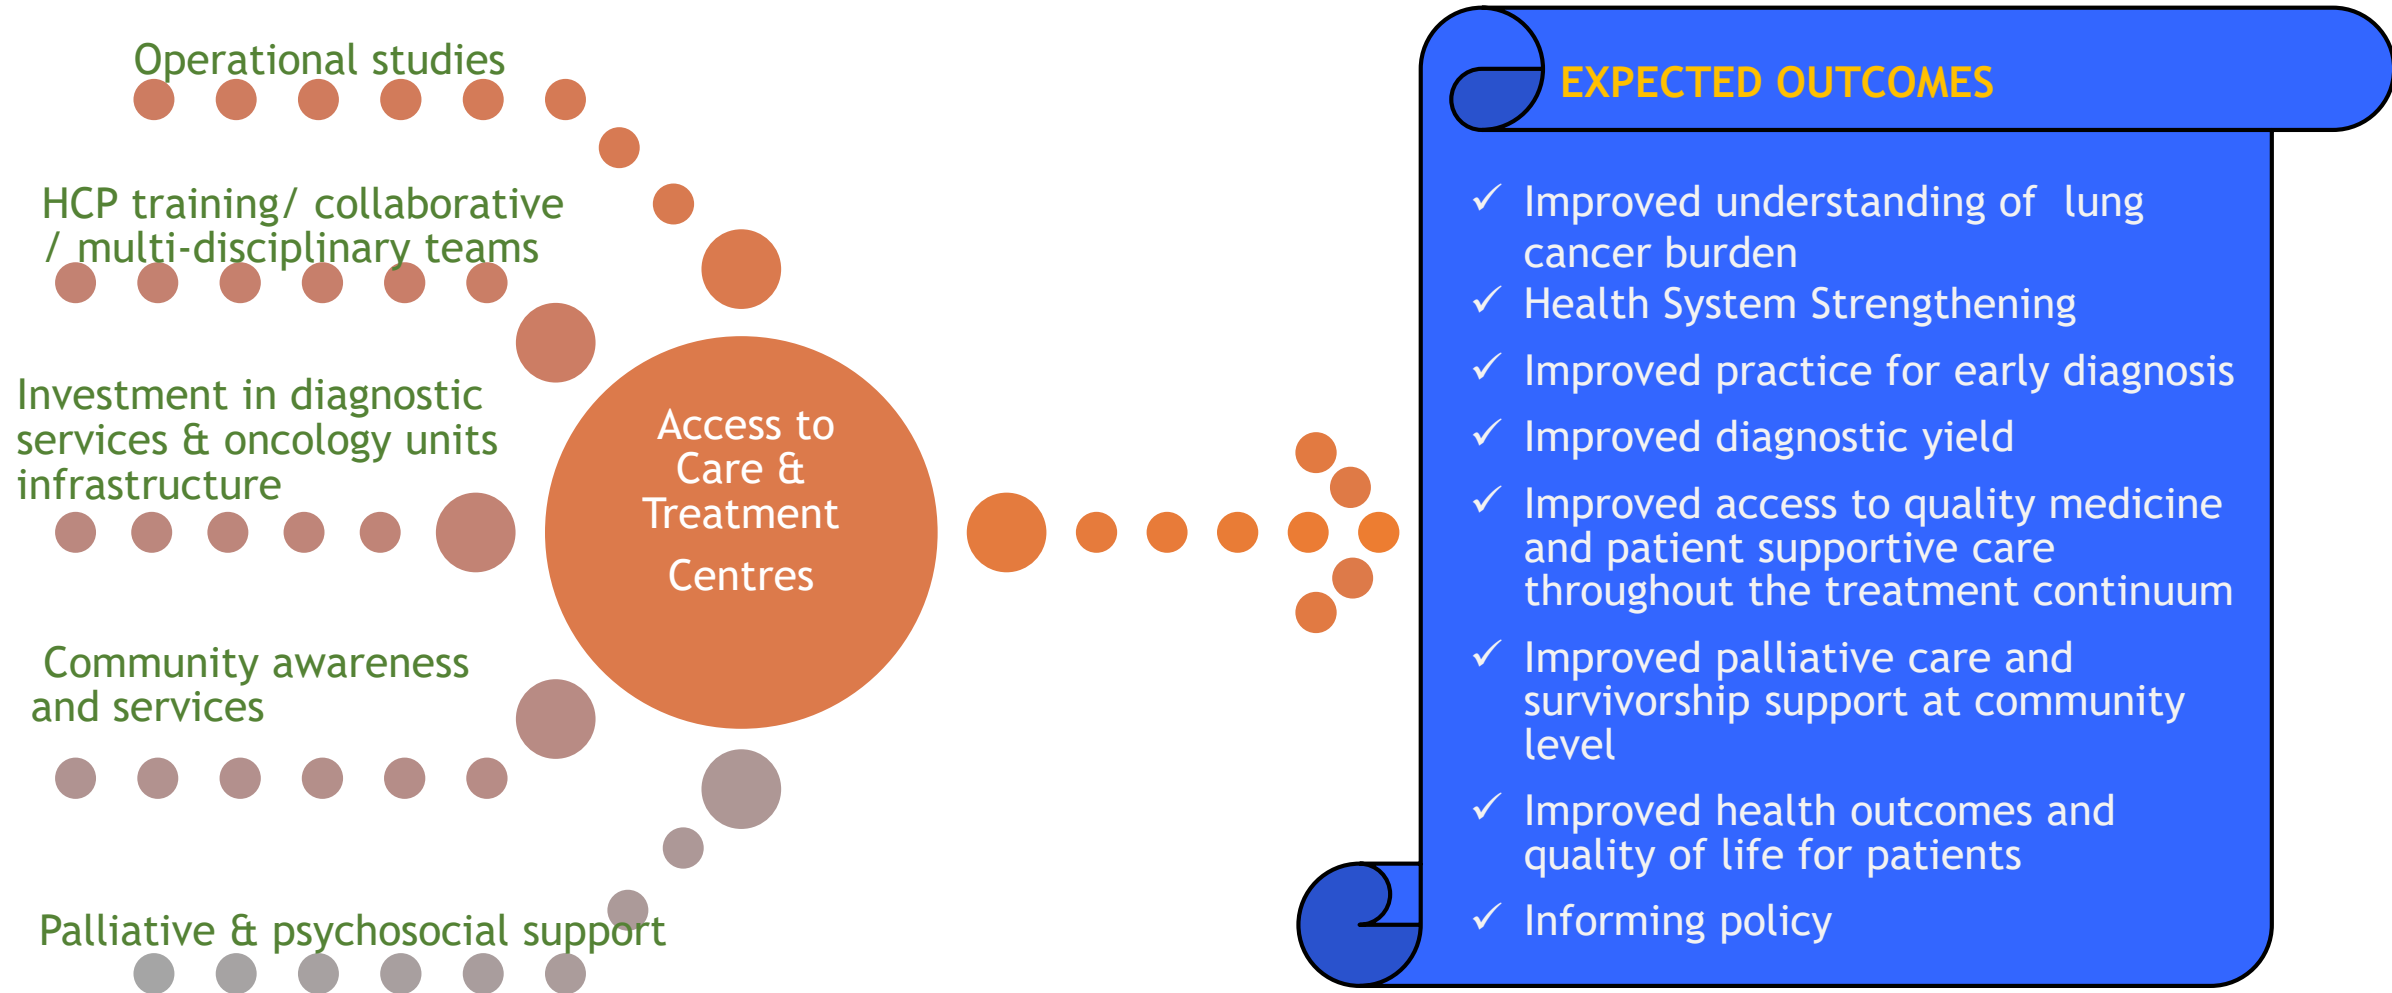 Operational studies
HCP training/ collaborative
/ multi-disciplinary teams
Investment in diagnostic
services & oncology units
infrastructure
Community awareness
and services
Palliative & psychosocial support
Access to
Care &
Treatment
Centres
EXPECTED OUTCOMES
✓ Improved understanding of lung
cancer burden
✓ Health System Strengthening
✓ Improved practice for early diagnosis
✓ Improved diagnostic yield
✓ Improved access to quality medicine
and patient supportive care
throughout the treatment continuum
✓ Improved palliative care and
survivorship support at community
level
✓ Improved health outcomes and
quality of life for patients
✓ Informing policy